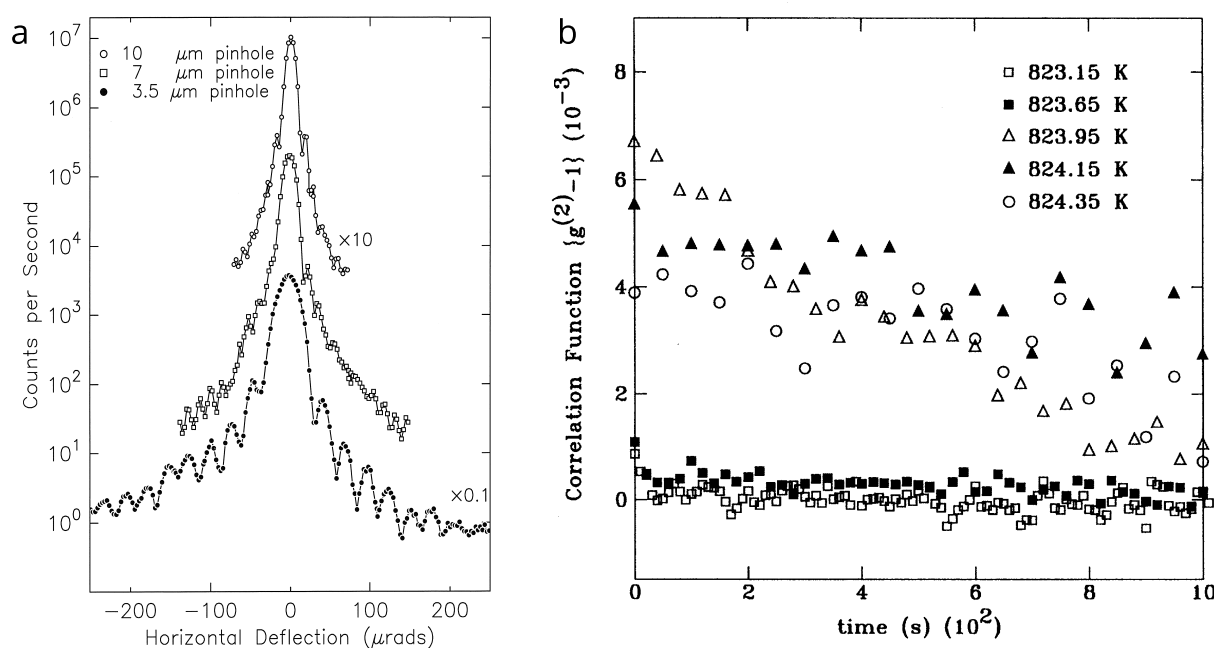 a
10⁷
10⁶
10⁵
10⁴
10³
10²
10¹
10⁰
Counts per Second
○ 10 μm pinhole
□ 7 μm pinhole
● 3.5 μm pinhole
×10
×0.1
−200 −100 0 100 200
Horizontal Deflection (μrads)
b
8
6
4
2
0
Correlation Function {g⁽²⁾−1} (10⁻³)
□ 823.15 K
■ 823.65 K
△ 823.95 K
▲ 824.15 K
○ 824.35 K
0 2 4 6 8 10
time (s) (10²)